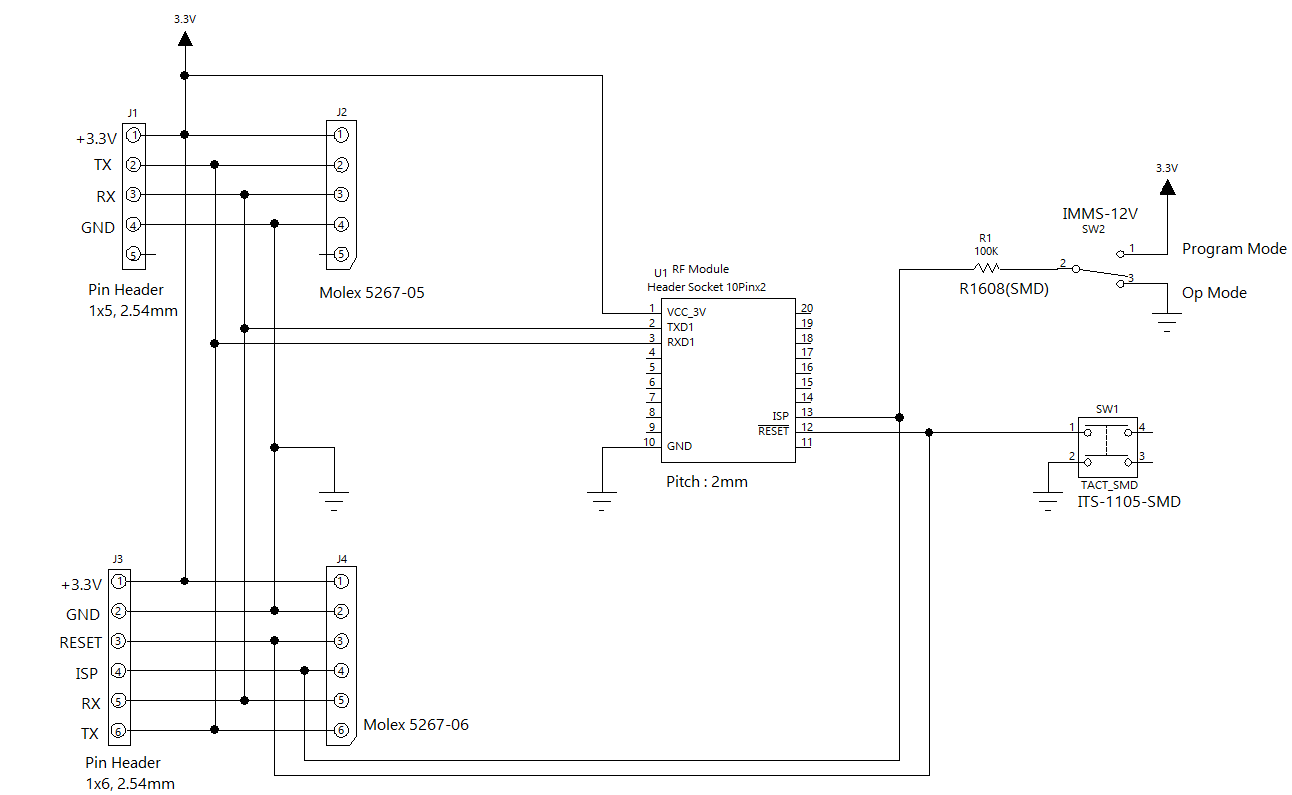 3.3V
J1
+3.3V
TX
RX
GND
1
2
3
4
5
Pin Header
1x5, 2.54mm
J2
1
2
3
4
5
Molex 5267-05
U1 RF Module
Header Socket 10Pinx2
1
2
3
4
5
6
7
8
9
10
VCC_3V
TXD1
RXD1
GND
ISP
RESET
20
19
18
17
16
15
14
13
12
11
Pitch : 2mm
3.3V
IMMS-12V
SW2
1
2
3
Program Mode
Op Mode
R1
100K
R1608(SMD)
SW1
1
2
4
3
TACT_SMD
ITS-1105-SMD
J3
+3.3V
GND
RESET
ISP
RX
TX
1
2
3
4
5
6
Pin Header
1x6, 2.54mm
J4
1
2
3
4
5
6
Molex 5267-06